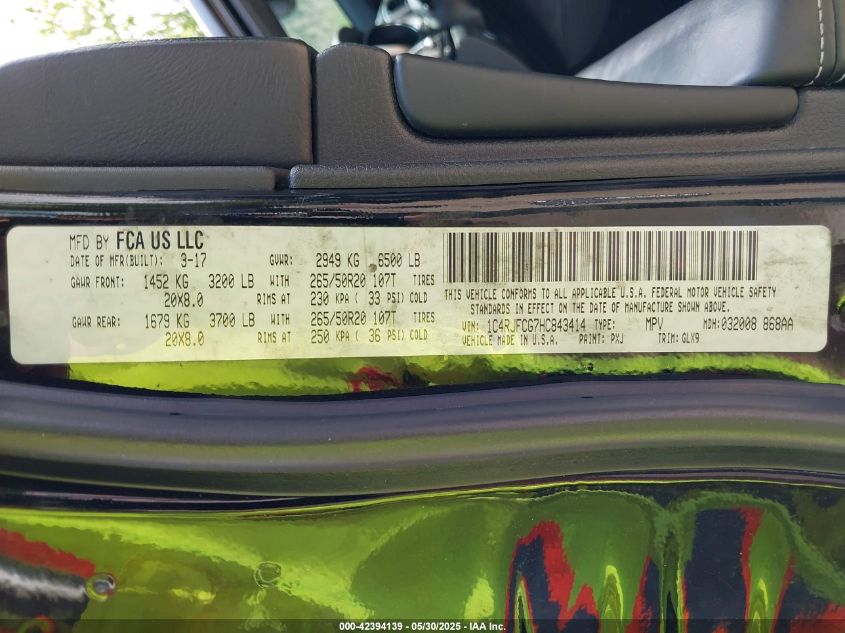 MFD BY FCA US LLC
DATE OF MFR(BUILT): 3-17 GVWR: 2949 KG 6500 LB
GAWR FRONT: 1452 KG 3200 LB WITH 265/50R20 107T TIRES
20X8.0 RIMS AT 230 KPA ( 33 PSI) COLD
GAWR REAR: 1679 KG 3700 LB WITH 265/50R20 107T TIRES
20X8.0 RIMS AT 250 KPA ( 36 PSI) COLD
THIS VEHICLE CONFORMS TO ALL APPLICABLE U.S.A. FEDERAL MOTOR VEHICLE SAFETY
STANDARDS IN EFFECT ON THE DATE OF MANUFACTURE SHOWN ABOVE.
VIN: 1C4RJFCG7HC843414 TYPE: MPV MDH: 032008 868AA
VEHICLE MADE IN U.S.A. PAINT: PXJ TRIM: GLX9
000-42394139 - 05/30/2025 - IAA Inc.